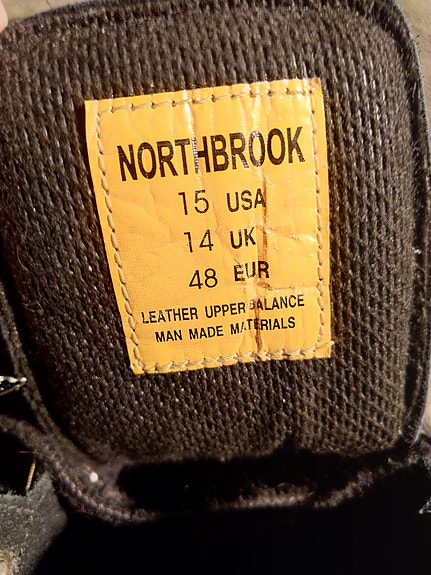 NORTHBROOK
15 USA
14 UK
48 EUR
LEATHER UPPER BALANCE
MAN MADE MATERIALS